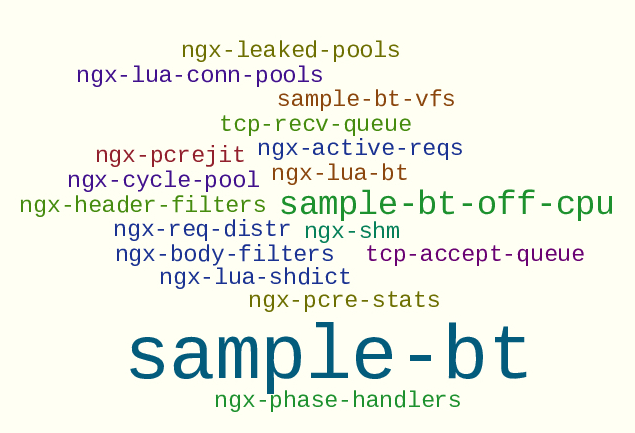 ngx-leaked-pools
ngx-lua-conn-pools
sample-bt-vfs
tcp-recv-queue
ngx-active-reqs
ngx-pcrejit
ngx-lua-bt
ngx-cycle-pool
sample-bt-off-cpu
ngx-header-filters
ngx-req-distr
ngx-shm
ngx-body-filters
tcp-accept-queue
ngx-lua-shdict
ngx-pcre-stats
sample-bt
ngx-phase-handlers